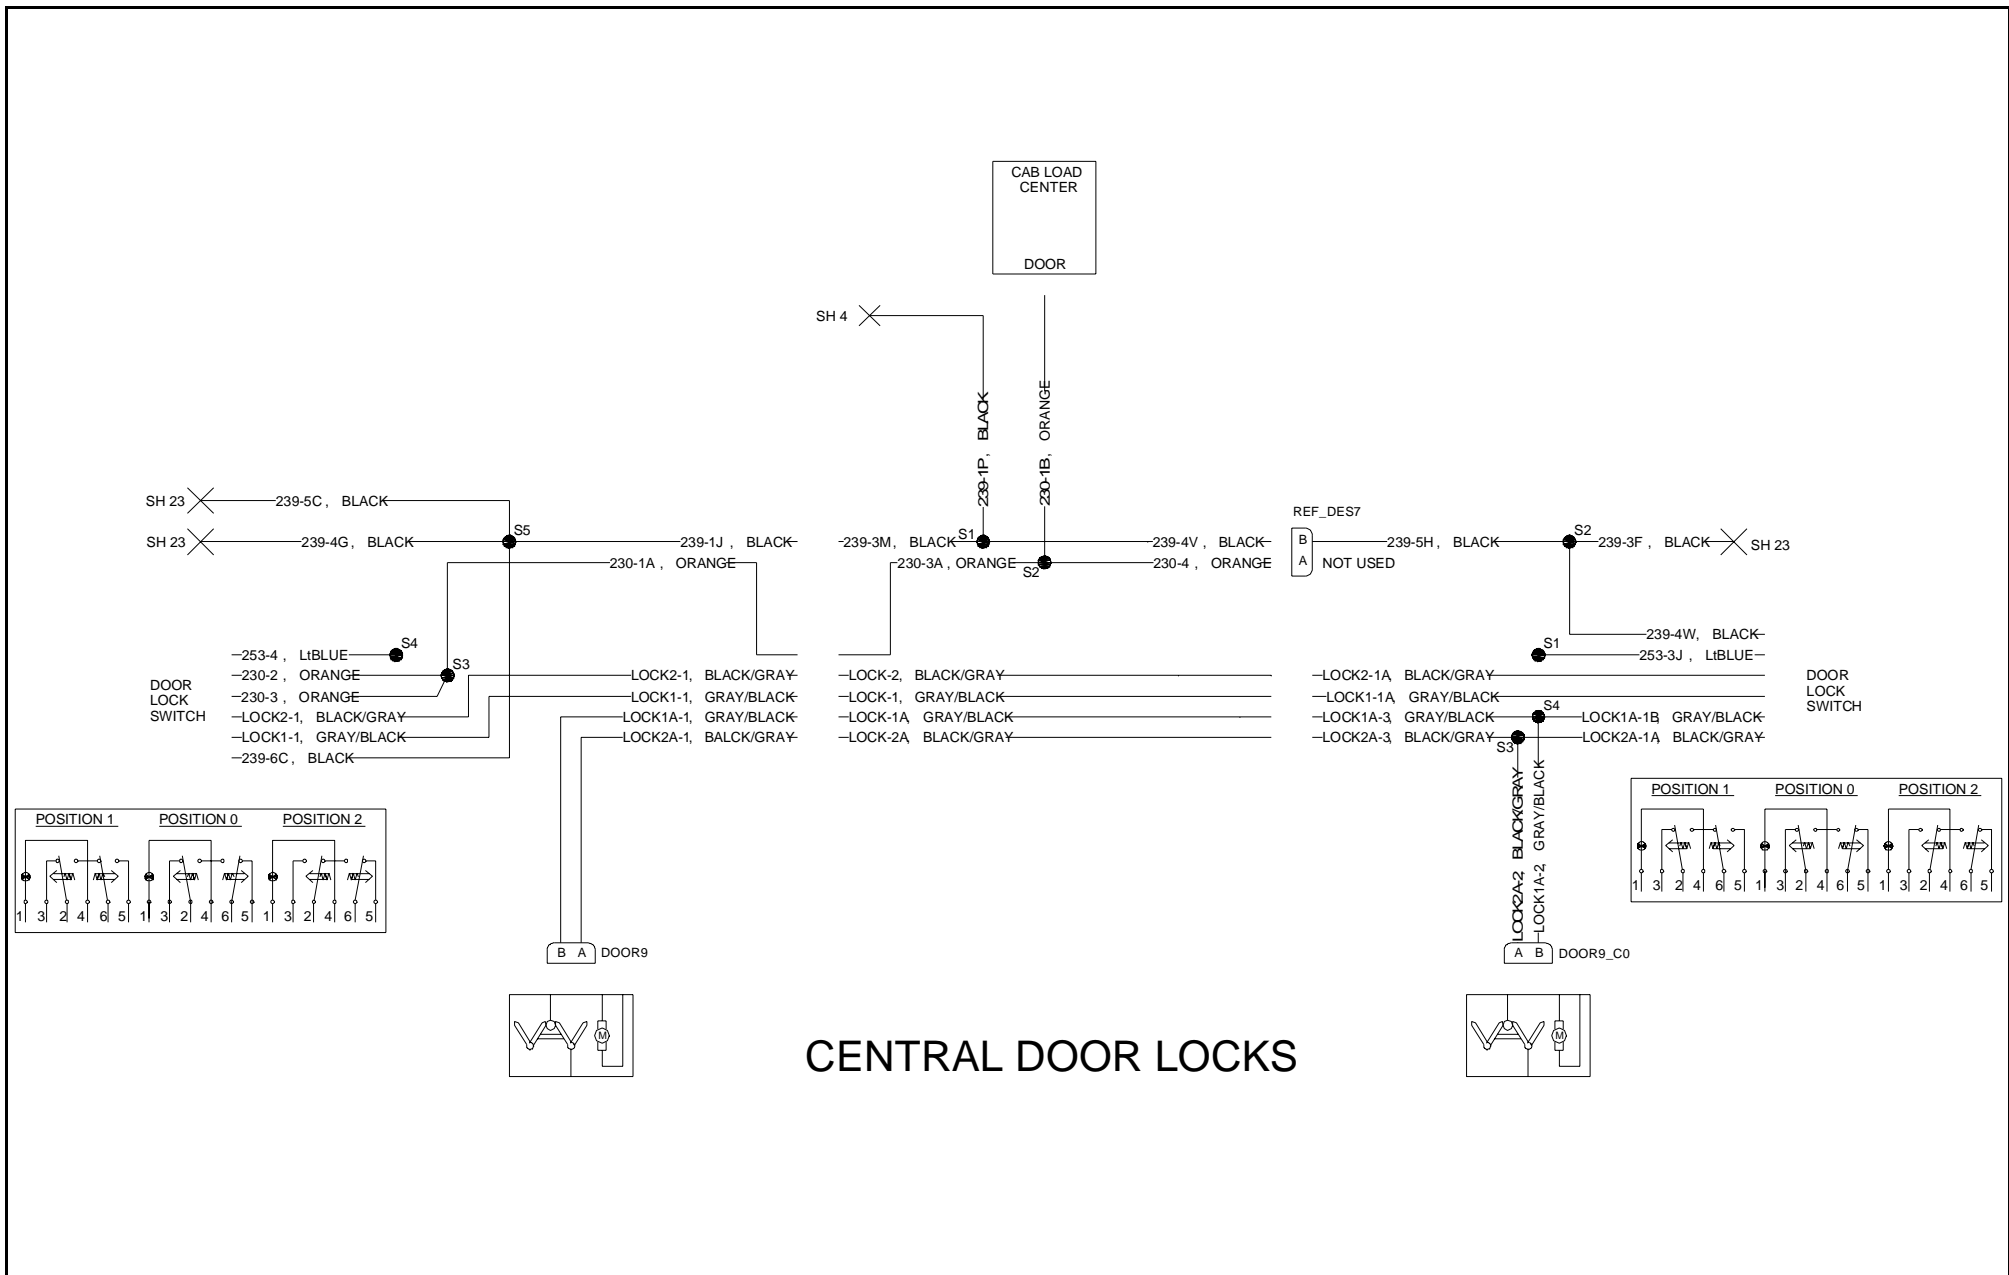 CAB LOAD
CENTER
DOOR
SH 4
239-1P, BLACK
230-1B, ORANGE
SH 23
239-5C, BLACK
SH 23
239-4G, BLACK
S5
239-1J, BLACK
239-3M, BLACK
S1
239-4V, BLACK
REF_DES7
B
A
239-5H, BLACK
S2
239-3F, BLACK
SH 23
230-1A, ORANGE
230-3A, ORANGE
S2
230-4, ORANGE
NOT USED
239-4W, BLACK
253-4, LtBLUE
S4
S1
253-3J, LtBLUE
230-2, ORANGE
S3
230-3, ORANGE
DOOR
LOCK
SWITCH
LOCK2-1, BLACK/GRAY
LOCK1-1, GRAY/BLACK
239-6C, BLACK
LOCK2-1, BLACK/GRAY
LOCK1-1, GRAY/BLACK
LOCK1A-1, GRAY/BLACK
LOCK2A-1, BALCK/GRAY
LOCK-2, BLACK/GRAY
LOCK-1, GRAY/BLACK
LOCK-1A, GRAY/BLACK
LOCK-2A, BLACK/GRAY
LOCK2-1A, BLACK/GRAY
LOCK1-1A, GRAY/BLACK
LOCK1A-3, GRAY/BLACK
LOCK2A-3, BLACK/GRAY
S4
S3
LOCK1A-1B, GRAY/BLACK
LOCK2A-1A, BLACK/GRAY
DOOR
LOCK
SWITCH
LOCK2A-2, BLACK/GRAY
LOCK1A-2, GRAY/BLACK
POSITION 1 POSITION 0 POSITION 2
1 3 2 4 6 5 1 3 2 4 6 5 1 3 2 4 6 5
POSITION 1 POSITION 0 POSITION 2
1 3 2 4 6 5 1 3 2 4 6 5 1 3 2 4 6 5
B A DOOR9
A B DOOR9_C0
M
M
CENTRAL DOOR LOCKS